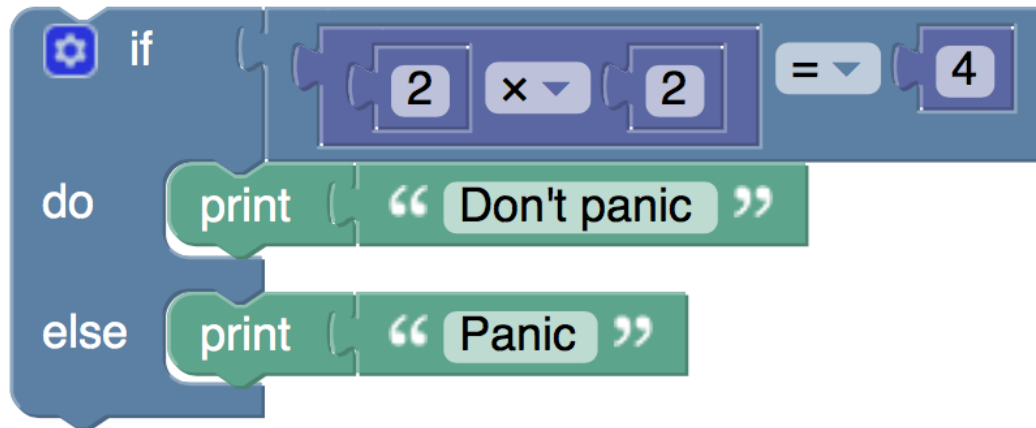 if 2 × 2 = 4
do print “ Don't panic ”
else print “ Panic ”